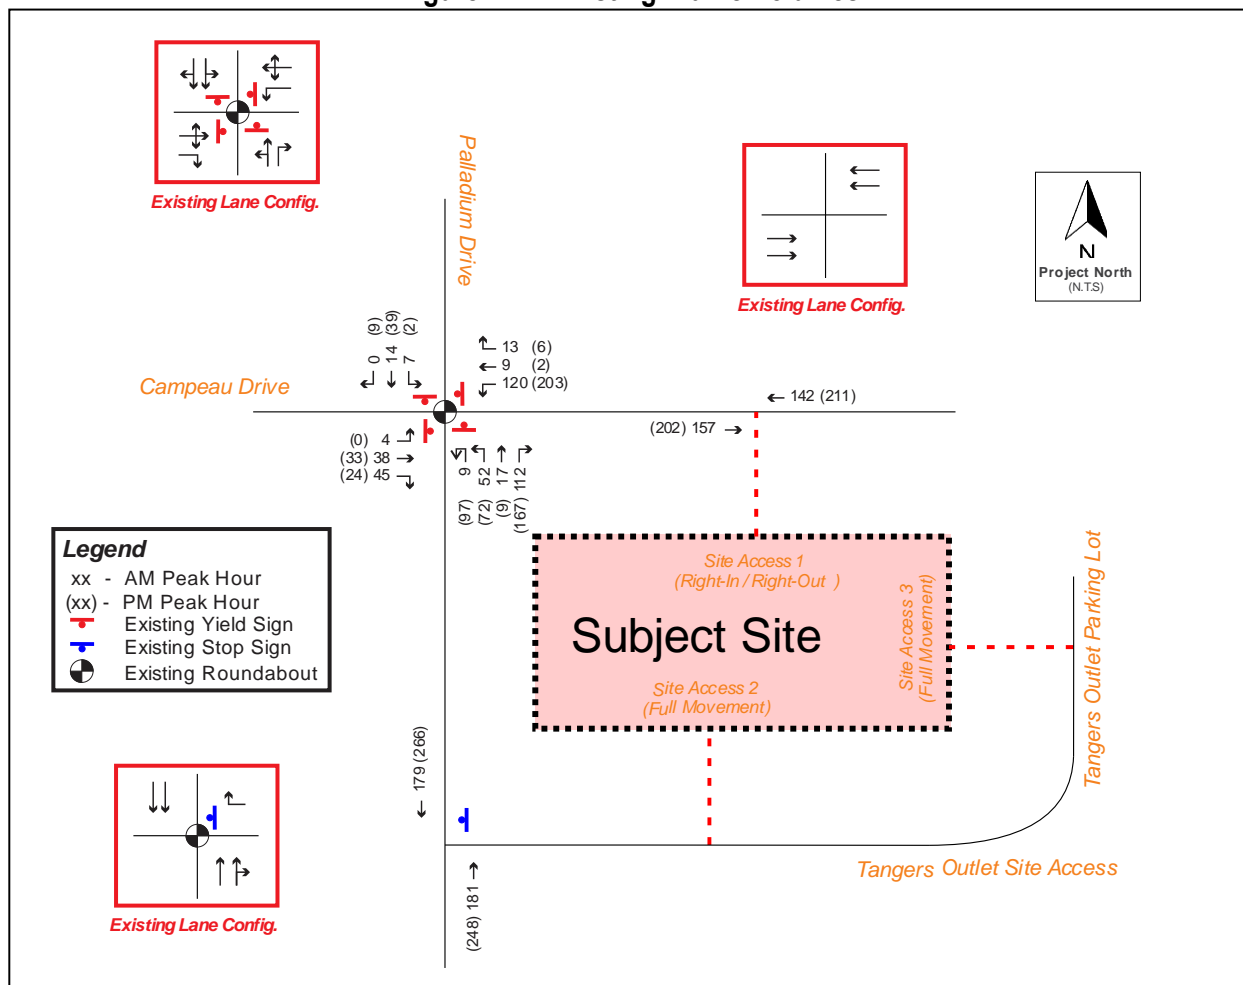 Existing Lane Config.
Palladium Drive
Existing Lane Config.
N
Project North
(N.T.S)
(9)
(39)
(2)
0
14
7
13 (6)
9 (2)
120 (203)
Campeau Drive
142 (211)
(202) 157
(0) 4
(33) 38
(24) 45
9
52
17
112
(97)
(72)
(9)
(167)
Legend
xx - AM Peak Hour
(xx) - PM Peak Hour
Existing Yield Sign
Existing Stop Sign
Existing Roundabout
Site Access 1
(Right-In / Right-Out )
Subject Site
Site Access 2
(Full Movement)
Site Access 3
(Full Movement)
Tangers Outlet Parking Lot
179 (266)
(248) 181
Tangers Outlet Site Access
Existing Lane Config.